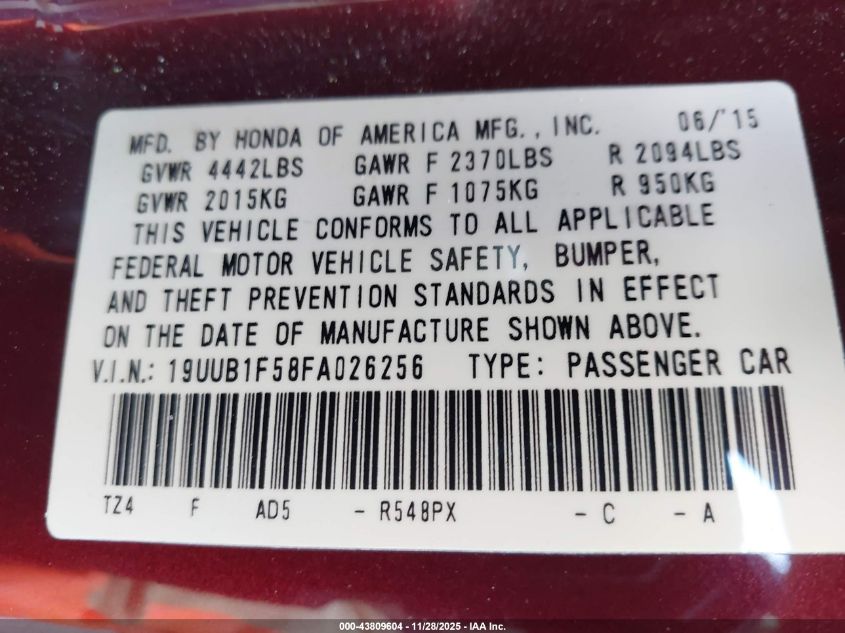 MFD. BY HONDA OF AMERICA MFG., INC. 06/'15
GVWR 4442LBS GAWR F 2370LBS R 2094LBS
GVWR 2015KG GAWR F 1075KG R 950KG
THIS VEHICLE CONFORMS TO ALL APPLICABLE
FEDERAL MOTOR VEHICLE SAFETY, BUMPER,
AND THEFT PREVENTION STANDARDS IN EFFECT
ON THE DATE OF MANUFACTURE SHOWN ABOVE.
V.I.N.: 19UUB1F58FA026256 TYPE: PASSENGER CAR
TZ4 F AD5 - R548PX - C - A
000-43809604 - 11/28/2025 - IAA Inc.